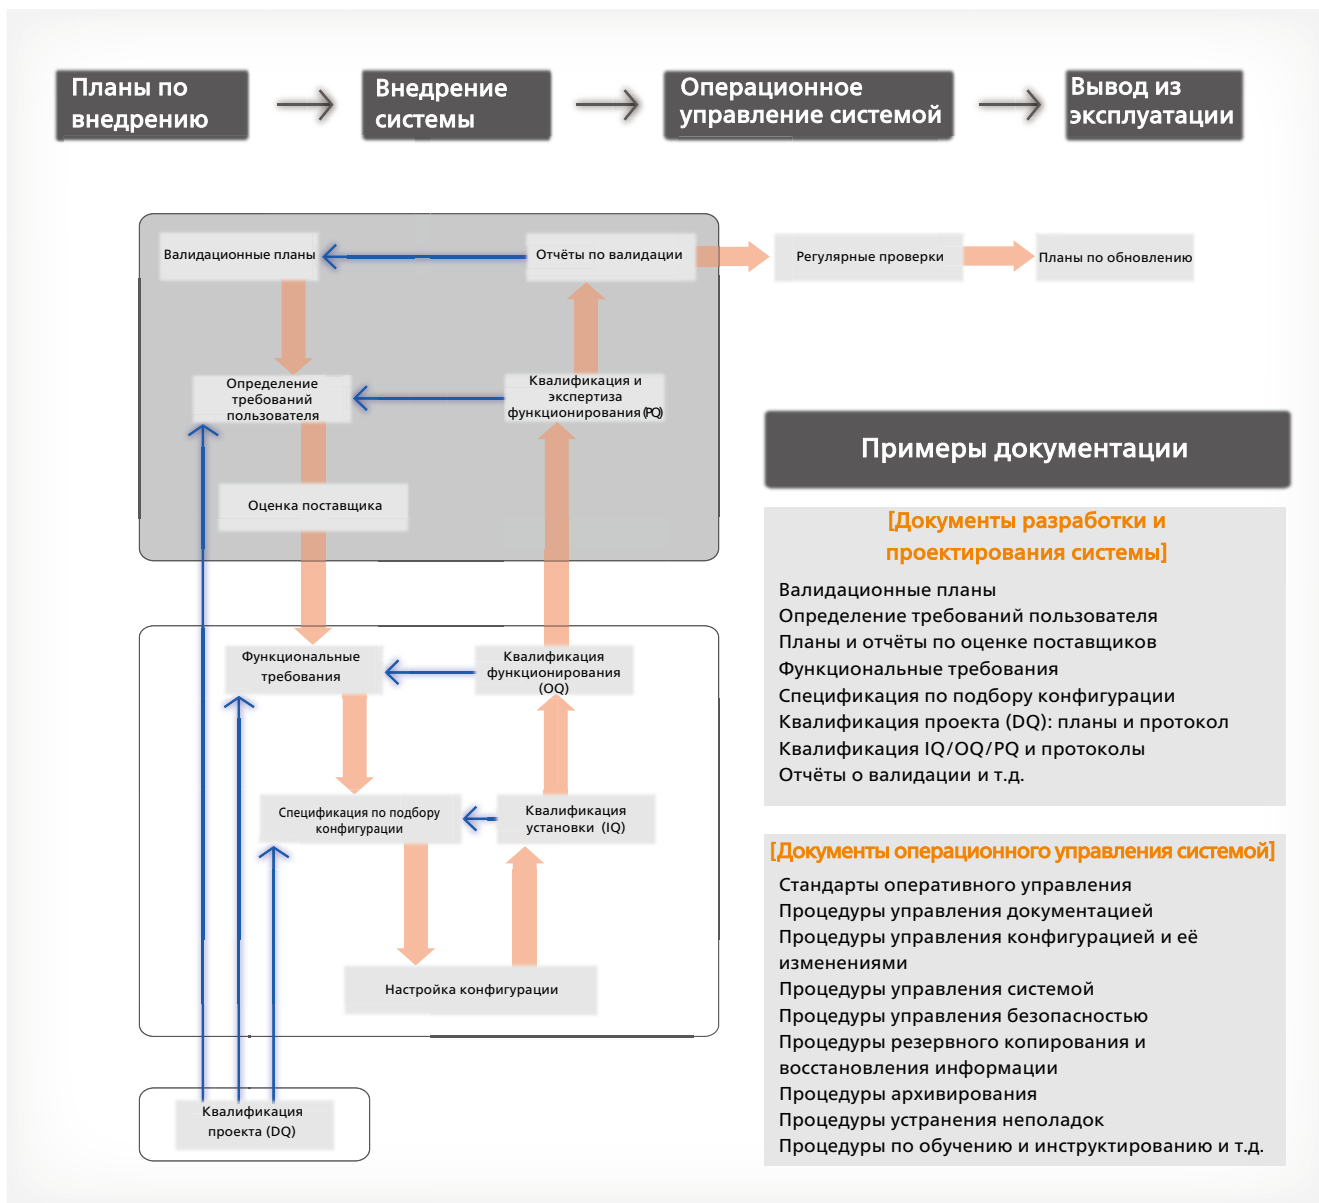 Планы по
внедрению
Внедрение
системы
Операционное
управление системой
Вывод из
эксплуатации
Валидационные планы
Отчёты по валидации
Регулярные проверки
Планы по обновлению
Определение
требований
пользователя
Квалификация и
экспертиза
функционирования (PQ)
Оценка поставщика
Функциональные
требования
Квалификация
функционирования
(OQ)
Спецификация по подбору
конфигурации
Квалификация
установки (IQ)
Настройка конфигурации
Квалификация
проекта (DQ)
Примеры документации
[Документы разработки и
проектирования системы]
Валидационные планы
Определение требований пользователя
Планы и отчёты по оценке поставщиков
Функциональные требования
Спецификация по подбору конфигурации
Квалификация проекта (DQ): планы и протокол
Квалификация IQ/OQ/PQ и протоколы
Отчёты о валидации и т.д.
[Документы операционного управления системой]
Стандарты оперативного управления
Процедуры управления документацией
Процедуры управления конфигурацией и её
изменениями
Процедуры управления системой
Процедуры управления безопасностью
Процедуры резервного копирования и
восстановления информации
Процедуры архивирования
Процедуры устранения неполадок
Процедуры по обучению и инструктированию и т.д.